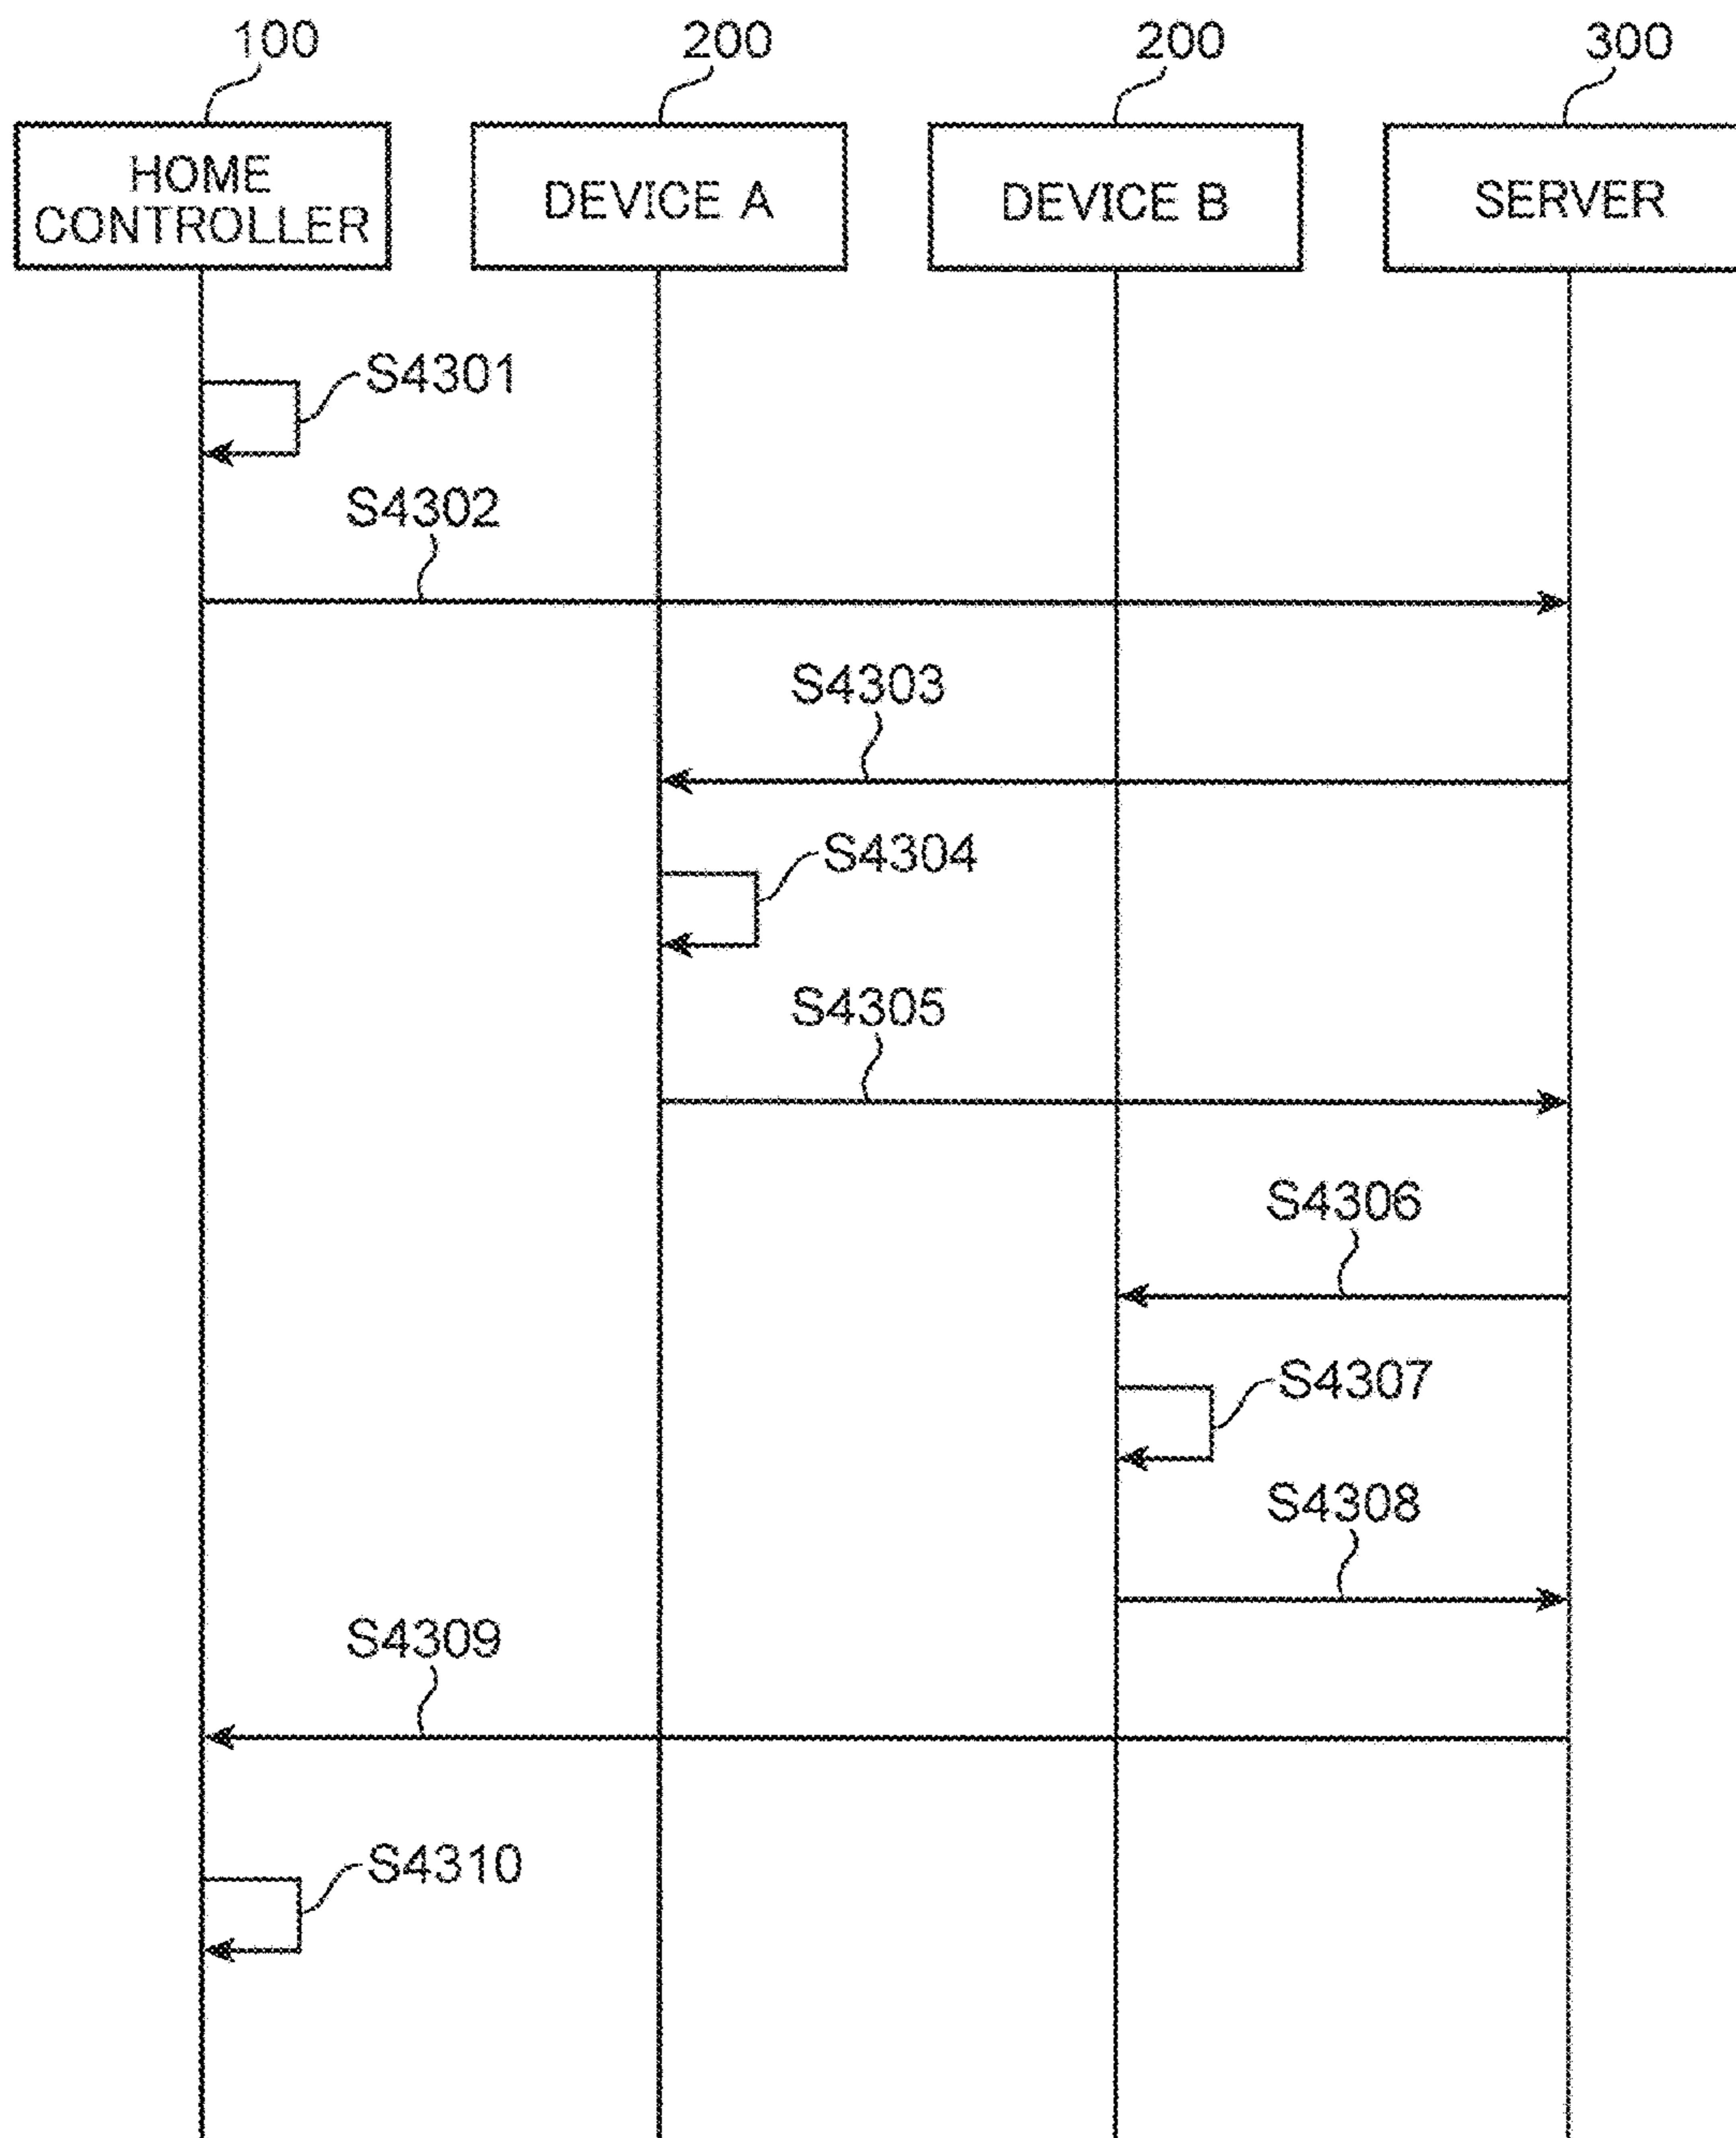 100
200
200
300
HOME
CONTROLLER
DEVICE A
DEVICE B
SERVER
S4301
S4302
S4303
S4304
S4305
S4306
S4307
S4308
S4309
S4310